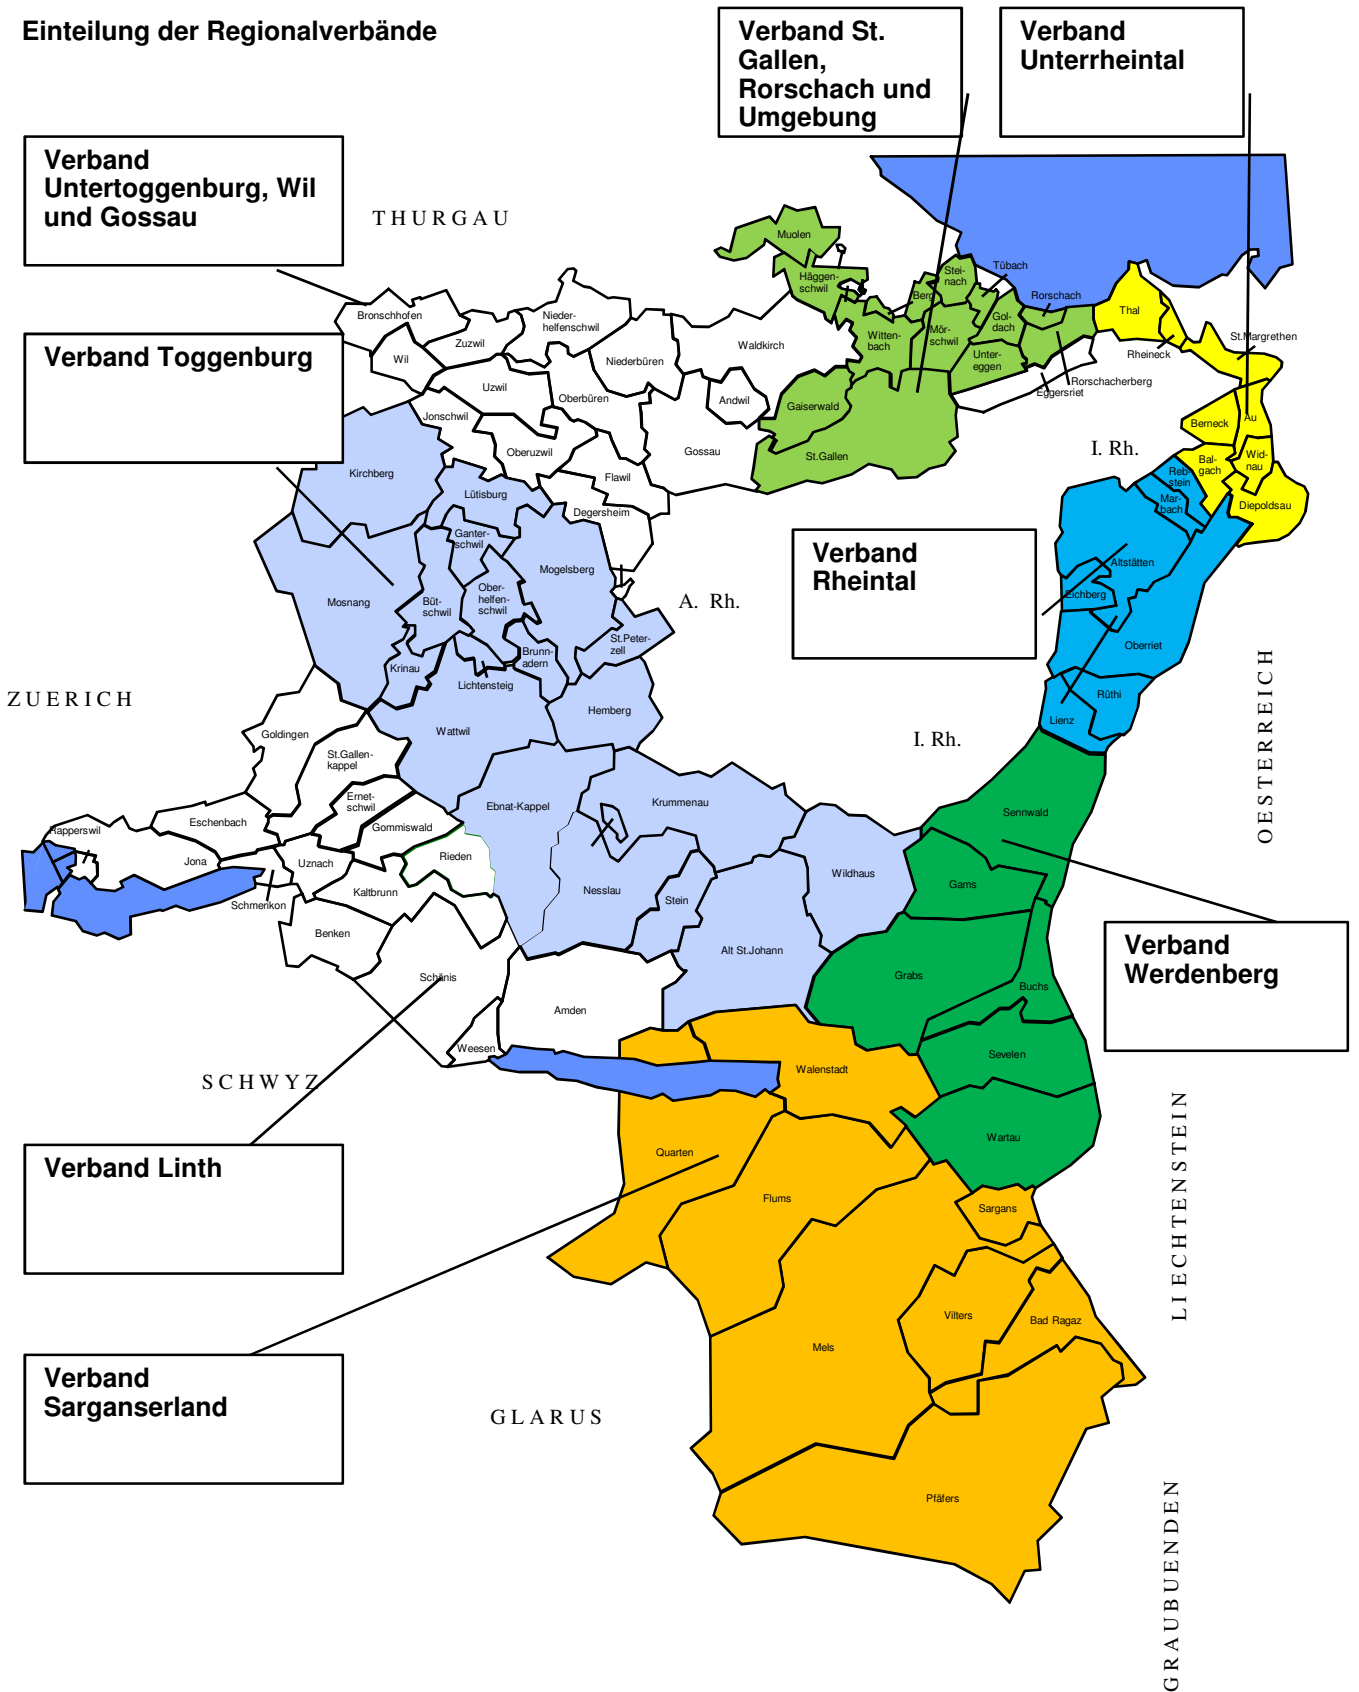 Einteilung der Regionalverbände
Verband St.
Gallen,
Rorschach und
Umgebung
Verband
Unterrheintal
Verband
Untertoggenburg, Wil
und Gossau
THURGAU
Verband Toggenburg
Muolen
Häggen-
schwil
Stei-
nach
Tübach
Berg
Rorschach
Gol-
dach
Mör-
schwil
Witten-
bach
Unter-
eggen
Thal
Rheineck
St.Margrethen
Rorschacherberg
Eggersriet
Bronschhofen
Zuzwil
Nieder-
helfenschwil
Wil
Uzwil
Niederbüren
Oberbüren
Waldkirch
Andwil
Gaiserwald
St.Gallen
Jonschwil
Oberuzwil
Gossau
Flawil
Degersheim
Berneck
Au
Bal-
gach
Wid-
nau
Diepoldsau
I. Rh.
Reb-
stein
Mar-
bach
Kirchberg
Lütisburg
Ganter-
schwil
Mogelsberg
Mosnang
Büt-
schwil
Ober-
helfen-
schwil
Krinau
Lichtensteig
Brunn-
adern
St.Peter-
zell
A. Rh.
Verband
Rheintal
Altstätten
Eichberg
Oberriet
Rüthi
Lienz
OESTERREICH
ZUERICH
Hemberg
Wattwil
I. Rh.
Goldingen
St.Gallen-
kappel
Ernet-
schwil
Gommiswald
Eschenbach
Rapperswil
Jona
Uznach
Rieden
Schmerikon
Kaltbrunn
Benken
Ebnat-Kappel
Krummenau
Nesslau
Stein
Wildhaus
Alt St.Johann
Sennwald
Gams
Grabs
Buchs
Sevelen
Wartau
Verband
Werdenberg
Schänis
Amden
Weesen
SCHWYZ
Verband Linth
Walenstadt
Quarten
Flums
Sargans
Vilters
Bad Ragaz
Mels
Pfäfers
LIECHTENSTEIN
Verband
Sarganserland
GLARUS
GRAUBUENDEN